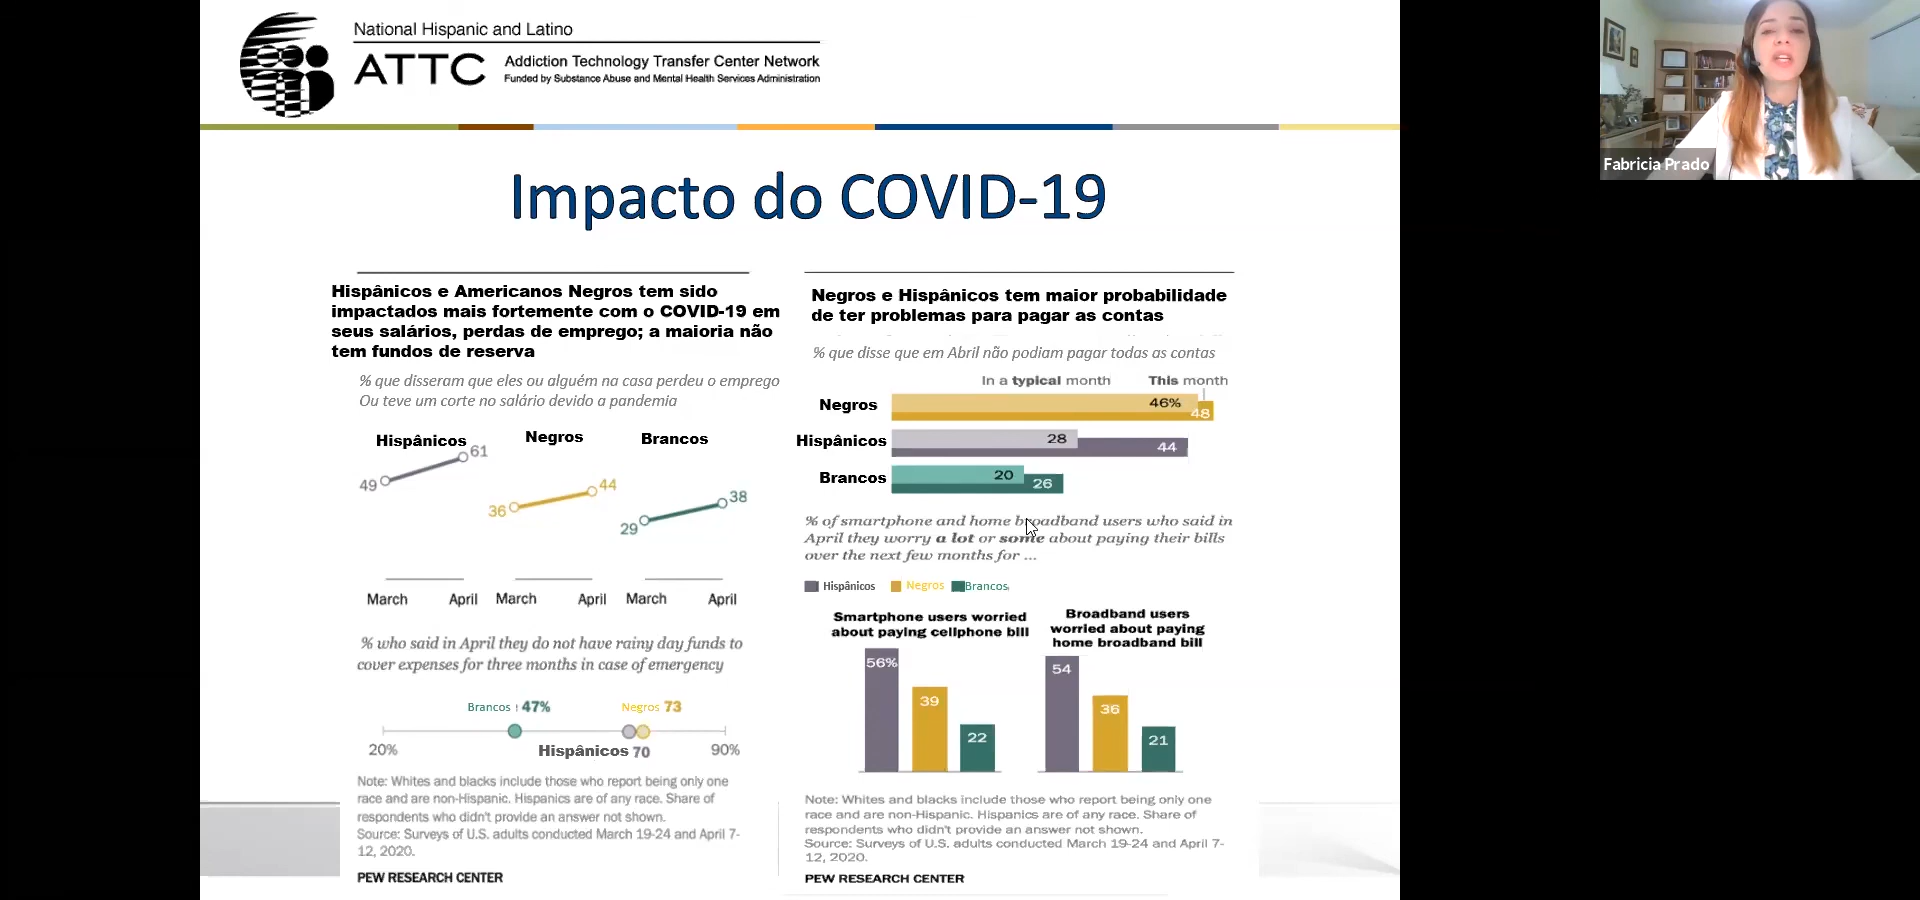 National Hispanic and Latino
ATTC
Addiction Technology Transfer Center Network
Funded by Substance Abuse and Mental Health Services Administration
Fabricia Prado
Impacto do COVID-19
Hispânicos e Americanos Negros tem sido
impactados mais fortemente com o COVID-19 em
seus salários, perdas de emprego; a maioria não
tem fundos de reserva
% que disseram que eles ou alguém na casa perdeu o emprego
Ou teve um corte no salário devido a pandemia
Hispânicos Negros Brancos
49 61
36 44
29 38
March April March April March April
% who said in April they do not have rainy day funds to
cover expenses for three months in case of emergency
Brancos 47% Negros 73
20% Hispânicos 70 90%
Note: Whites and blacks include those who report being only one
race and are non-Hispanic. Hispanics are of any race. Share of
respondents who didn't provide an answer not shown.
Source: Surveys of U.S. adults conducted March 19-24 and April 7-
12, 2020.
PEW RESEARCH CENTER
Negros e Hispânicos tem maior probabilidade
de ter problemas para pagar as contas
% que disse que em Abril não podiam pagar todas as contas
In a typical month This month
Negros 46% 48
Hispânicos 28 44
Brancos 20 26
% of smartphone and home broadband users who said in
April they worry a lot or some about paying their bills
over the next few months for ...
Hispânicos Negros Brancos
Smartphone users worried
about paying cellphone bill
56% 39 22
Broadband users
worried about paying
home broadband bill
54 36 21
Note: Whites and blacks include those who report being only one
race and are non-Hispanic. Hispanics are of any race. Share of
respondents who didn't provide an answer not shown.
Source: Surveys of U.S. adults conducted March 19-24 and April 7-
12, 2020.
PEW RESEARCH CENTER